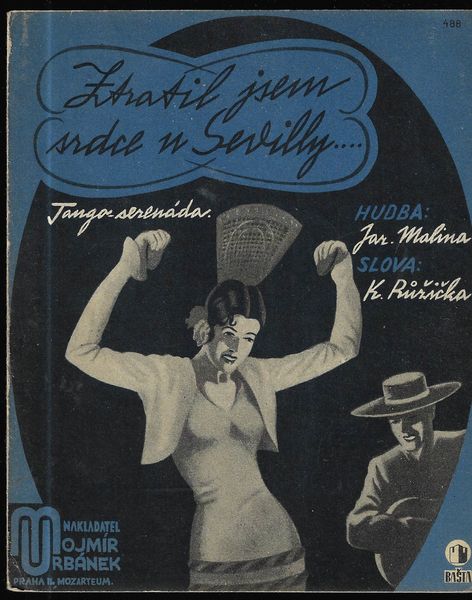 488
Ztratil jsem
srdce u Sevilly....
Tango-serenáda.
HUDBA:
Jar. Malina
SLOVA:
K. Růžička
NAKLADATEL
MOJMÍR
URBÁNEK
PRAHA II. MOZARTEUM.
BAŠTA